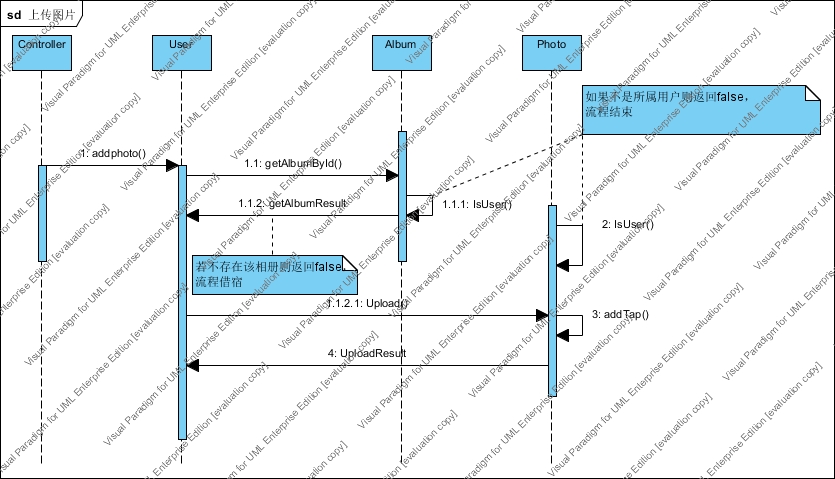 sd 上传图片
Controller
User
Album
Photo
如果不是所属用户则返回false，
流程结束
1: addphoto()
1.1: getAlbumById()
1.1.2: getAlbumResult
1.1.1: IsUser()
2: IsUser()
若不存在该相册则返回false，
流程借宿
1.1.2.1: Upload()
3: addTap()
4: UploadResult
Visual Paradigm for UML Enterprise Edition [evaluation copy]